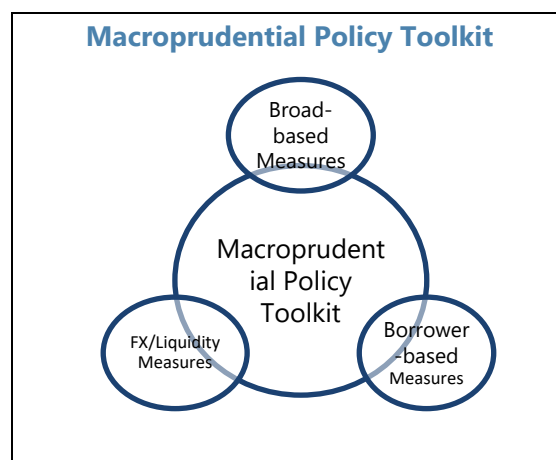 Macroprudential Policy Toolkit
Broad-
based
Measures
Macroprudent
ial Policy
Toolkit
FX/Liquidity
Measures
Borrower
-based
Measures